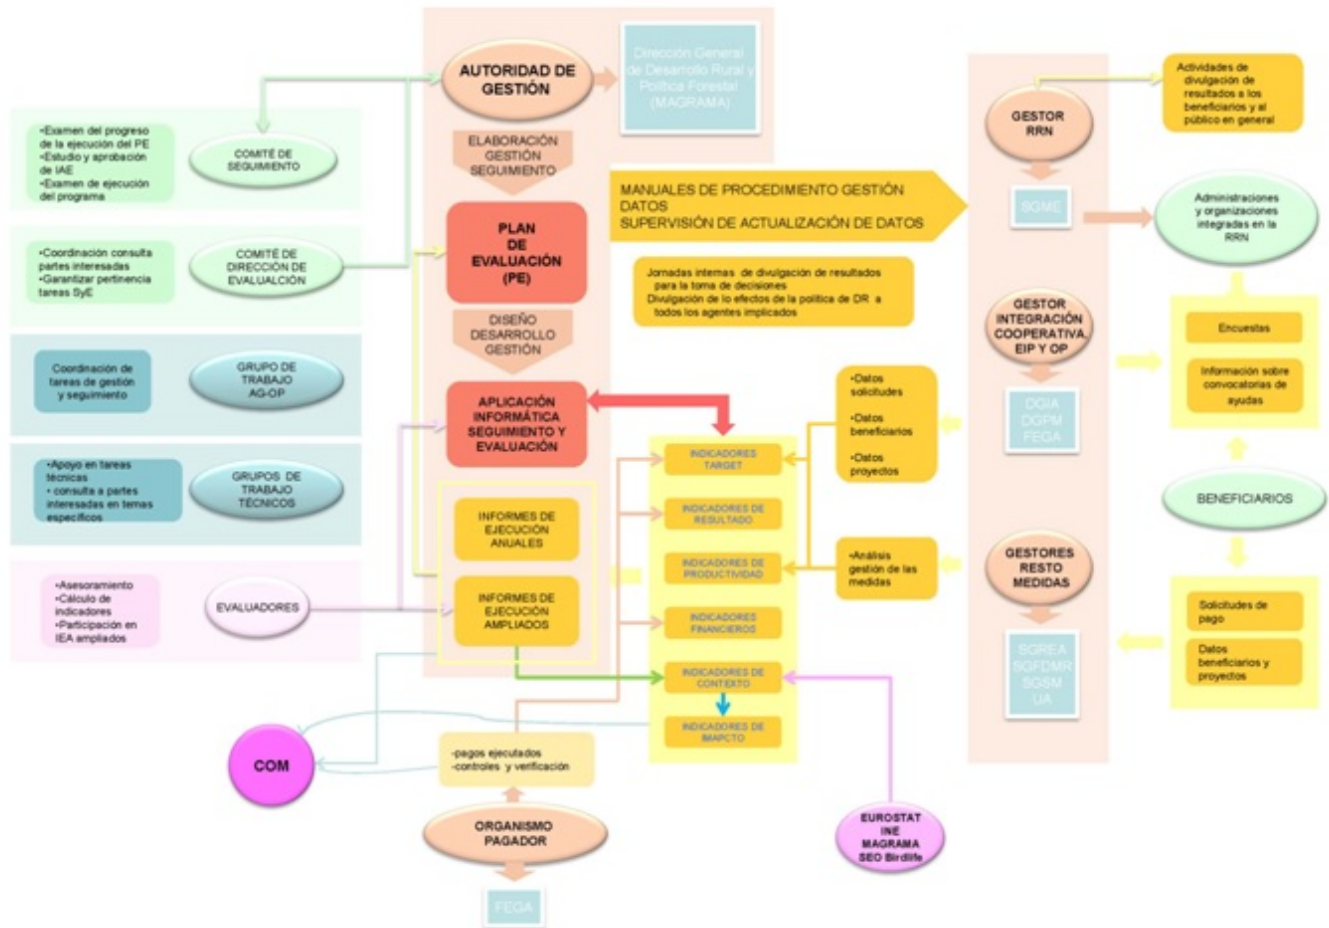 AUTORIDAD DE
GESTIÓN
Dirección General
de Desarrollo Rural y
Política Forestal
(MAGRAMA)
ELABORACIÓN
GESTIÓN
SEGUIMIENTO
•Examen del progreso
de la ejecución del PE
•Estudio y aprobación
de IAE
•Examen de ejecución
del programa
COMITÉ DE
SEGUIMIENTO
•Coordinación consulta
partes interesadas
•Garantizar pertinencia
tareas SyE
COMITÉ DE
DIRECCIÓN DE
EVALUALCIÓN
Coordinación de
tareas de gestión
y seguimiento
GRUPO DE
TRABAJO
AG-OP
•Apoyo en tareas
técnicas
• consulta a partes
interesadas en temas
específicos
GRUPOS DE
TRABAJO
TÉCNICOS
•Asesoramiento
•Cálculo de
indicadores
•Participación en
IEA ampliados
EVALUADORES
PLAN
DE
EVALUACIÓN
(PE)
DISEÑO
DESARROLLO
GESTIÓN
APLICACIÓN
INFORMÁTICA
SEGUIMIENTO Y
EVALUACIÓN
INFORMES DE
EJECUCIÓN
ANUALES
INFORMES DE
EJECUCIÓN
AMPLIADOS
MANUALES DE PROCEDIMIENTO GESTIÓN
DATOS
SUPERVISIÓN DE ACTUALIZACIÓN DE DATOS
Jornadas internas de divulgación de resultados
para la toma de decisiones
Divulgación de lo efectos de la política de DR a
todos los agentes implicados
INDICADORES
TARGET
INDICADORES DE
RESULTADO
INDICADORES DE
PRODUCTIVIDAD
INDICADORES
FINANCIEROS
INDICADORES DE
CONTEXTO
INDICADORES DE
IMAPCTO
•Datos
solicitudes
•Datos
beneficiarios
•Datos
proyectos
•Análisis
gestión de las
medidas
GESTOR
RRN
SGME
GESTOR
INTEGRACIÓN
COOPERATIVA,
EIP Y OP
DGIA
DGPM
FEGA
GESTORES
RESTO
MEDIDAS
SGREA
SGFDMR
SGSM
UA
Actividades de
divulgación de
resultados a los
beneficiarios y al
público en general
Administraciones
y organizaciones
integradas en la
RRN
Encuestas
Información sobre
convocatorias de
ayudas
BENEFICIARIOS
Solicitudes de
pago
Datos
beneficiarios y
proyectos
COM
-pagos ejecutados
-controles y verificación
ORGANISMO
PAGADOR
FEGA
EUROSTAT
INE
MAGRAMA
SEO Birdlife